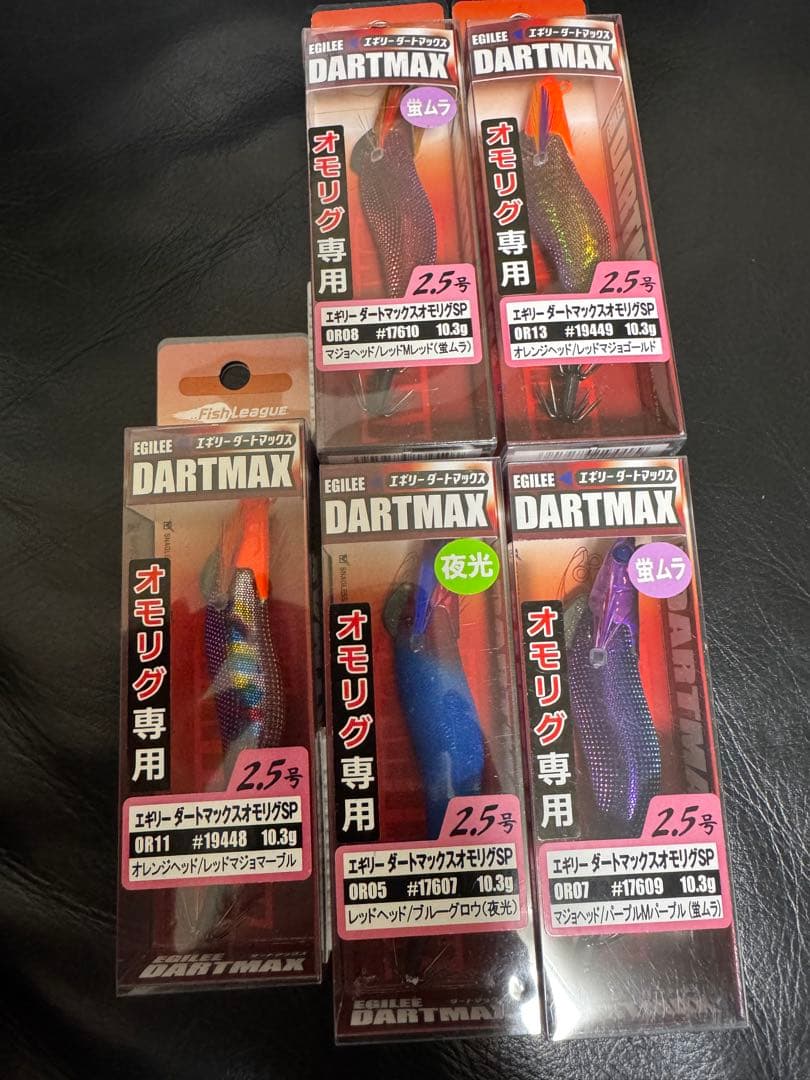 EGILEE エギリーダートマックス
DARTMAX
蛍ムラ
オモリグ専用
2.5号
エギリー ダートマックスオモリグSP
OR08 #17610 10.3g
マジョヘッド/レッドMレッド(蛍ムラ)
EGILEE エギリーダートマックス
DARTMAX
オモリグ専用
2.5号
エギリー ダートマックスオモリグSP
OR13 #19449 10.3g
オレンジヘッド/レッドマジョゴールド
FishLeague
EGILEE エギリーダートマックス
DARTMAX
オモリグ専用
2.5号
エギリー ダートマックスオモリグSP
OR11 #19448 10.3g
オレンジヘッド/レッドマジョマーブル
EGILEE
DARTMAX
EGILEE エギリーダートマックス
DARTMAX
夜光
SNAGLESS
オモリグ専用
2.5号
エギリー ダートマックスオモリグSP
OR05 #17607 10.3g
レッドヘッド/ブルーグロウ(夜光)
EGILEE ダートマックス
DARTMAX
EGILEE エギリーダートマックス
DARTMAX
蛍ムラ
オモリグ専用
DARTMA
2.5号
エギリー ダートマックスオモリグSP
OR07 #17609 10.3g
マジョヘッド/パープルMパープル(蛍ムラ)